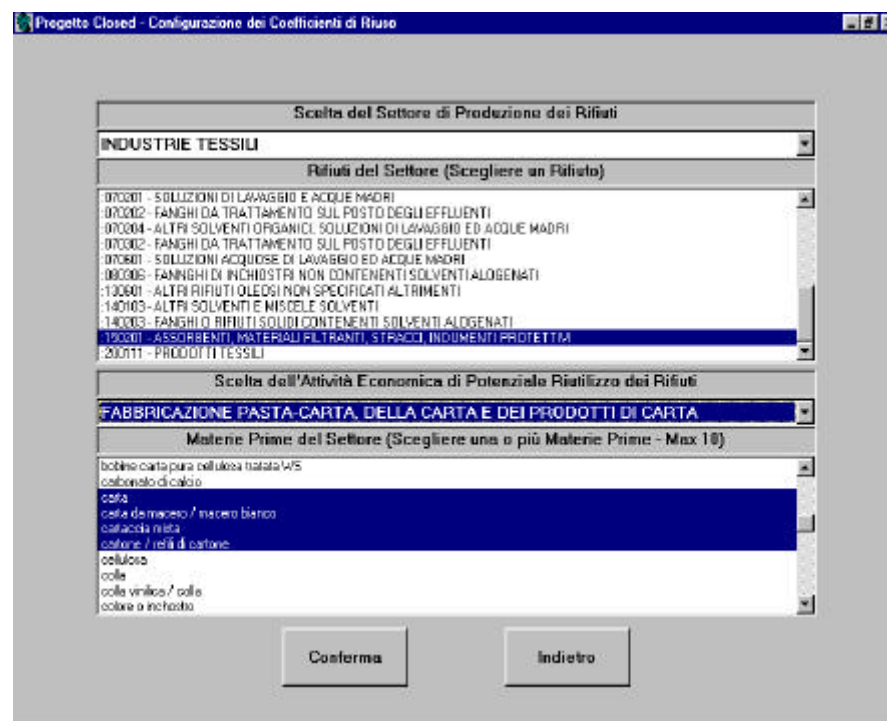 Progetto Closed - Configurazione dei Coefficienti di Riuso
Scelta del Settore di Produzione dei Rifiuti
INDUSTRIE TESSILI
Rifiuti del Settore (Scegliere un Rifiuto)
:070201 - SOLUZIONI DI LAVAGGIO E ACQUE MADRI
:070202 - FANGHI DA TRATTAMENTO SUL POSTO DEGLI EFFLUENTI
:070204 - ALTRI SOLVENTI ORGANICI, SOLUZIONI DI LAVAGGIO ED ACQUE MADRI
:070302 - FANGHI DA TRATTAMENTO SUL POSTO DEGLI EFFLUENTI
:070601 - SOLUZIONI ACQUOSE DI LAVAGGIO ED ACQUE MADRI
:080306 - FANNGHI DI INCHIOSTRI NON CONTENENTI SOLVENTI ALOGENATI
:130601 - ALTRI RIFIUTI OLEOSI NON SPECIFICATI ALTRIMENTI
:140103 - ALTRI SOLVENTI E MISCELE SOLVENTI
:140203 - FANGHI O RIFIUTI SOLIDI CONTENENTI SOLVENTI ALOGENATI
:150201 - ASSORBENTI, MATERIALI FILTRANTI, STRACCI, INDUMENTI PROTETTIVI
:200111 - PRODOTTI TESSILI
Scelta dell'Attività Economica di Potenziale Riutilizzo dei Rifiuti
FABBRICAZIONE PASTA-CARTA, DELLA CARTA E DEI PRODOTTI DI CARTA
Materie Prime del Settore (Scegliere una o più Materie Prime - Max 10)
bobine carta pura cellulosa trattata WS
carbonato di calcio
carta
carta da macero / macero bianco
cartaccia mista
cartone / refili di cartone
cellulosa
colla
colla vinilica / colla
colore o inchostro
Conferma
Indietro